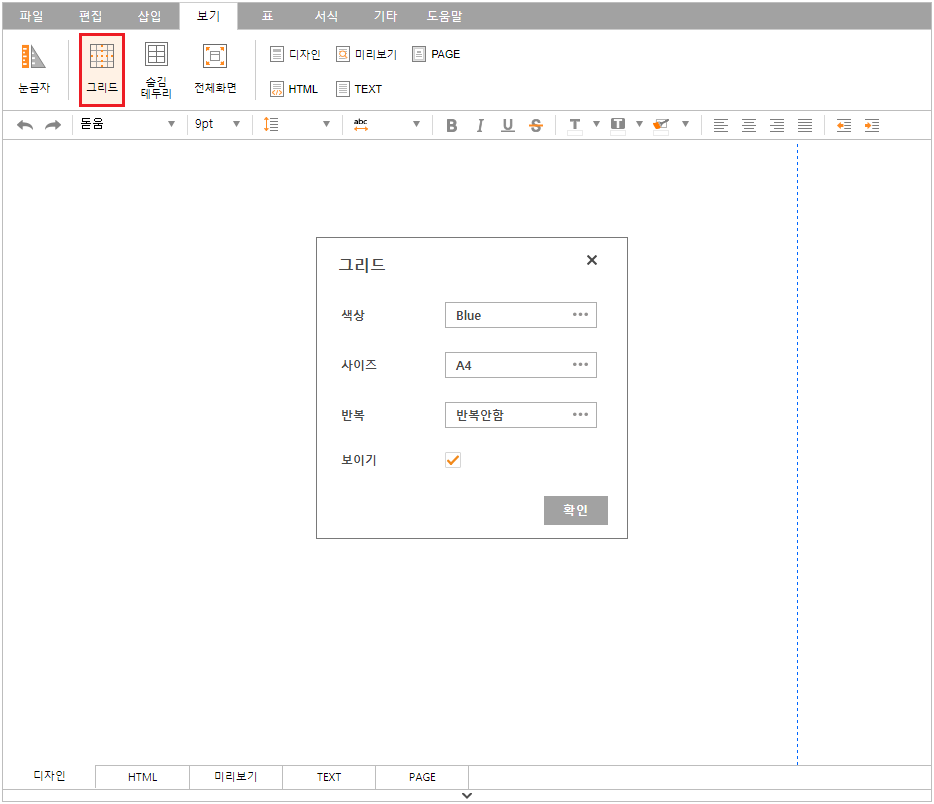 파일 편집 삽입 보기 표 서식 기타 도움말
눈금자 그리드 숨김 테두리 전체화면
디자인 미리보기 PAGE
HTML TEXT
돋움 9pt abc B I U S T T
그리드
색상 Blue
사이즈 A4
반복 반복안함
보이기
확인
디자인 HTML 미리보기 TEXT PAGE